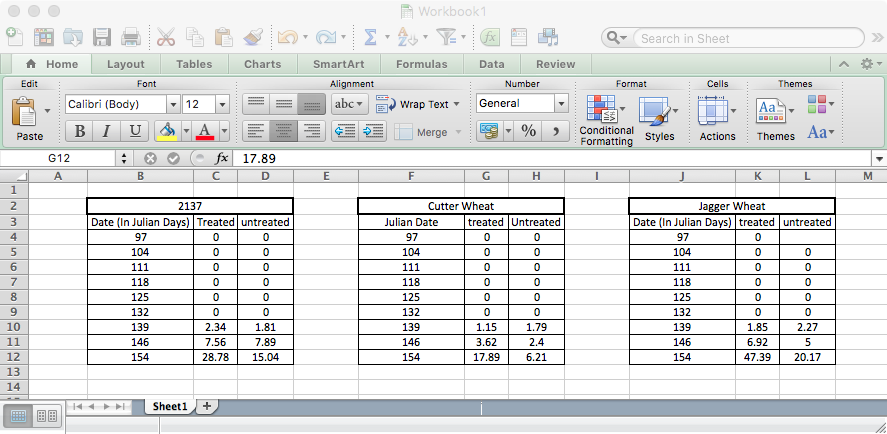 Workbook1
Search in Sheet
Home Layout Tables Charts SmartArt Formulas Data Review
Edit Font Alignment Number Format Cells Themes
Calibri (Body) 12 abc Wrap Text General
Paste B I U A Merge % , Conditional Formatting Styles Actions Themes Aa
G12 fx 17.89
A B C D E F G H I J K L M
1
2 2137 Cutter Wheat Jagger Wheat
3 Date (In Julian Days) Treated untreated Julian Date treated Untreated Date (In Julian Days) treated untreated
4 97 0 0 97 0 0 97 0
5 104 0 0 104 0 0 104 0 0
6 111 0 0 111 0 0 111 0 0
7 118 0 0 118 0 0 118 0 0
8 125 0 0 125 0 0 125 0 0
9 132 0 0 132 0 0 132 0 0
10 139 2.34 1.81 139 1.15 1.79 139 1.85 2.27
11 146 7.56 7.89 146 3.62 2.4 146 6.92 5
12 154 28.78 15.04 154 17.89 6.21 154 47.39 20.17
13
14
Sheet1